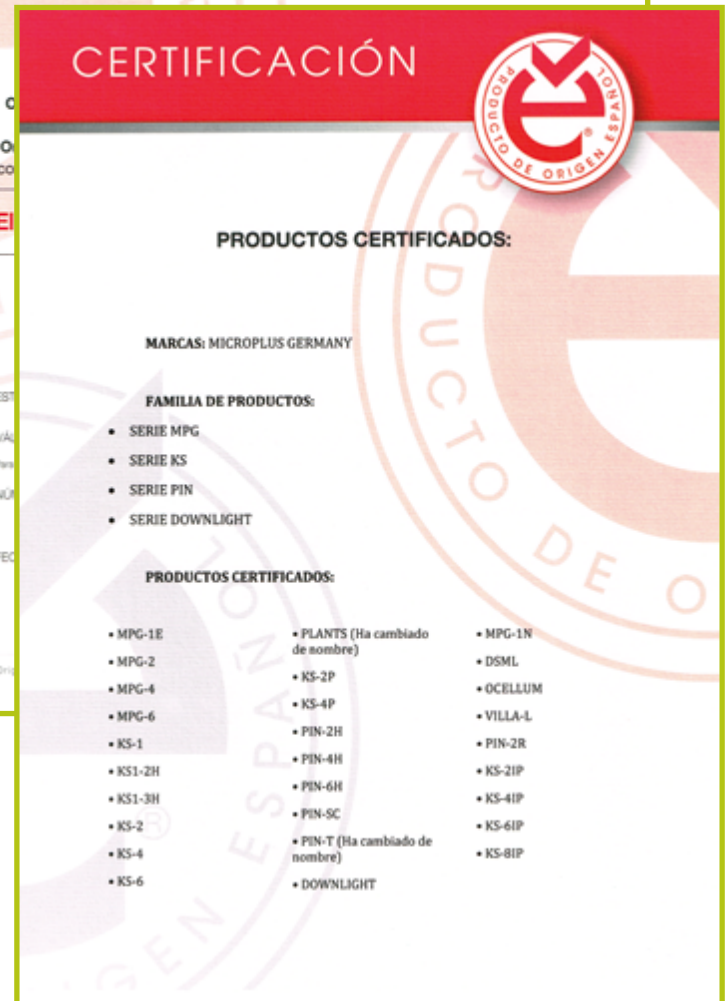 CERTIFICACIÓN
PRODUCTO DE ORIGEN ESPAÑOL
®
PRODUCTOS CERTIFICADOS:
MARCAS: MICROPLUS GERMANY
FAMILIA DE PRODUCTOS:
• SERIE MPG
• SERIE KS
• SERIE PIN
• SERIE DOWNLIGHT
PRODUCTOS CERTIFICADOS:
• MPG-1E
• MPG-2
• MPG-4
• MPG-6
• KS-1
• KS1-2H
• KS1-3H
• KS-2
• KS-4
• KS-6
• PLANTS (Ha cambiado
de nombre)
• KS-2P
• KS-4P
• PIN-2H
• PIN-4H
• PIN-6H
• PIN-SC
• PIN-T (Ha cambiado de
nombre)
• DOWNLIGHT
• MPG-1N
• DSML
• OCELLUM
• VILLA-L
• PIN-2R
• KS-2IP
• KS-4IP
• KS-6IP
• KS-8IP